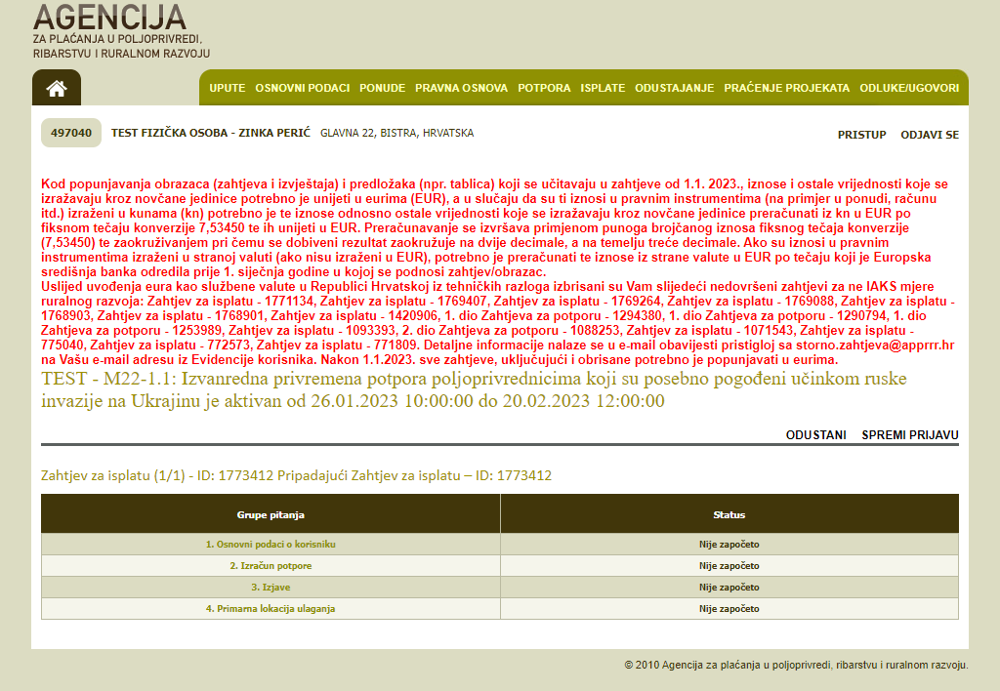 AGENCIJA
ZA PLAĆANJA U POLJOPRIVREDI,
RIBARSTVU I RURALNOM RAZVOJU
UPUTE OSNOVNI PODACI PONUDE PRAVNA OSNOVA POTPORA ISPLATE ODUSTAJANJE PRAĆENJE PROJEKATA ODLUKE/UGOVORI
497040 TEST FIZIČKA OSOBA - ZINKA PERIĆ GLAVNA 22, BISTRA, HRVATSKA
PRISTUP ODJAVI SE
Kod popunjavanja obrazaca (zahtjeva i izvještaja) i predložaka (npr. tablica) koji se učitavaju u zahtjeve od 1.1. 2023., iznose i ostale vrijednosti koje se
izražavaju kroz novčane jedinice potrebno je unijeti u eurima (EUR), a u slučaju da su ti iznosi u pravnim instrumentima (na primjer u ponudi, računu
itd.) izraženi u kunama (kn) potrebno je te iznose odnosno ostale vrijednosti koje se izražavaju kroz novčane jedinice preračunati iz kn u EUR po
fiksnom tečaju konverzije 7,53450 te ih unijeti u EUR. Preračunavanje se izvršava primjenom punoga brojčanog iznosa fiksnog tečaja konverzije
(7,53450) te zaokruživanjem pri čemu se dobiveni rezultat zaokružuje na dvije decimale, a na temelju treće decimale. Ako su iznosi u pravnim
instrumentima izraženi u stranoj valuti (ako nisu izraženi u EUR), potrebno je preračunati te iznose iz strane valute u EUR po tečaju koji je Europska
središnja banka odredila prije 1. siječnja godine u kojoj se podnosi zahtjev/obrazac.
Uslijed uvođenja eura kao službene valute u Republici Hrvatskoj iz tehničkih razloga izbrisani su Vam slijedeći nedovršeni zahtjevi za ne IAKS mjere
ruralnog razvoja: Zahtjev za isplatu - 1771134, Zahtjev za isplatu - 1769407, Zahtjev za isplatu - 1769264, Zahtjev za isplatu - 1769088, Zahtjev za isplatu -
1768903, Zahtjev za isplatu - 1768901, Zahtjev za isplatu - 1420906, 1. dio Zahtjeva za potporu - 1294380, 1. dio Zahtjeva za potporu - 1290794, 1. dio
Zahtjeva za potporu - 1253989, Zahtjev za isplatu - 1093393, 2. dio Zahtjeva za potporu - 1088253, Zahtjev za isplatu - 1071543, Zahtjev za isplatu -
775040, Zahtjev za isplatu - 772573, Zahtjev za isplatu - 771809. Detaljne informacije nalaze se u e-mail obavijesti pristigloj sa storno.zahtjeva@apprrr.hr
na Vašu e-mail adresu iz Evidencije korisnika. Nakon 1.1.2023. sve zahtjeve, uključujući i obrisane potrebno je popunjavati u eurima.
TEST - M22-1.1: Izvanredna privremena potpora poljoprivrednicima koji su posebno pogođeni učinkom ruske
invazije na Ukrajinu je aktivan od 26.01.2023 10:00:00 do 20.02.2023 12:00:00
ODUSTANI SPREMI PRIJAVU
Zahtjev za isplatu (1/1) - ID: 1773412 Pripadajući Zahtjev za isplatu – ID: 1773412
Grupe pitanja Status
1. Osnovni podaci o korisniku Nije započeto
2. Izračun potpore Nije započeto
3. Izjave Nije započeto
4. Primarna lokacija ulaganja Nije započeto
© 2010 Agencija za plaćanja u poljoprivredi, ribarstvu i ruralnom razvoju.